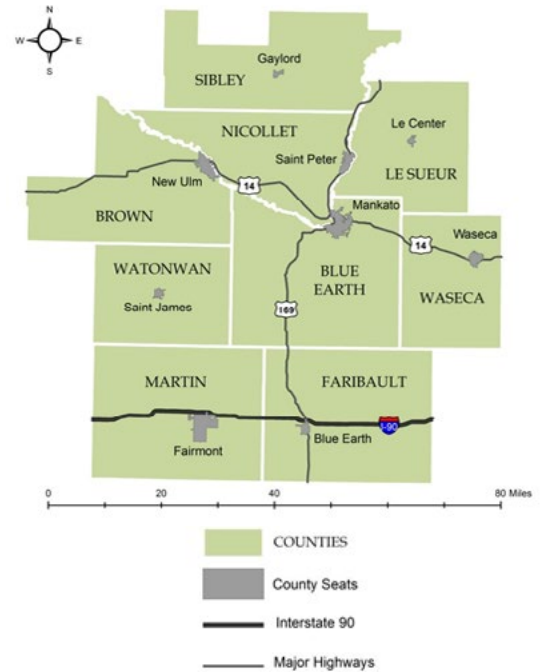 N
W E
S
Gaylord
SIBLEY
NICOLLET
Le Center
Saint Peter
LE SUEUR
New Ulm
14
Mankato
BROWN
14
Waseca
WATONWAN
BLUE
EARTH
Saint James
169
WASECA
MARTIN
FARIBAULT
Fairmont
Blue Earth
I-90
0 20 40 60 80 Miles
COUNTIES
County Seats
Interstate 90
Major Highways